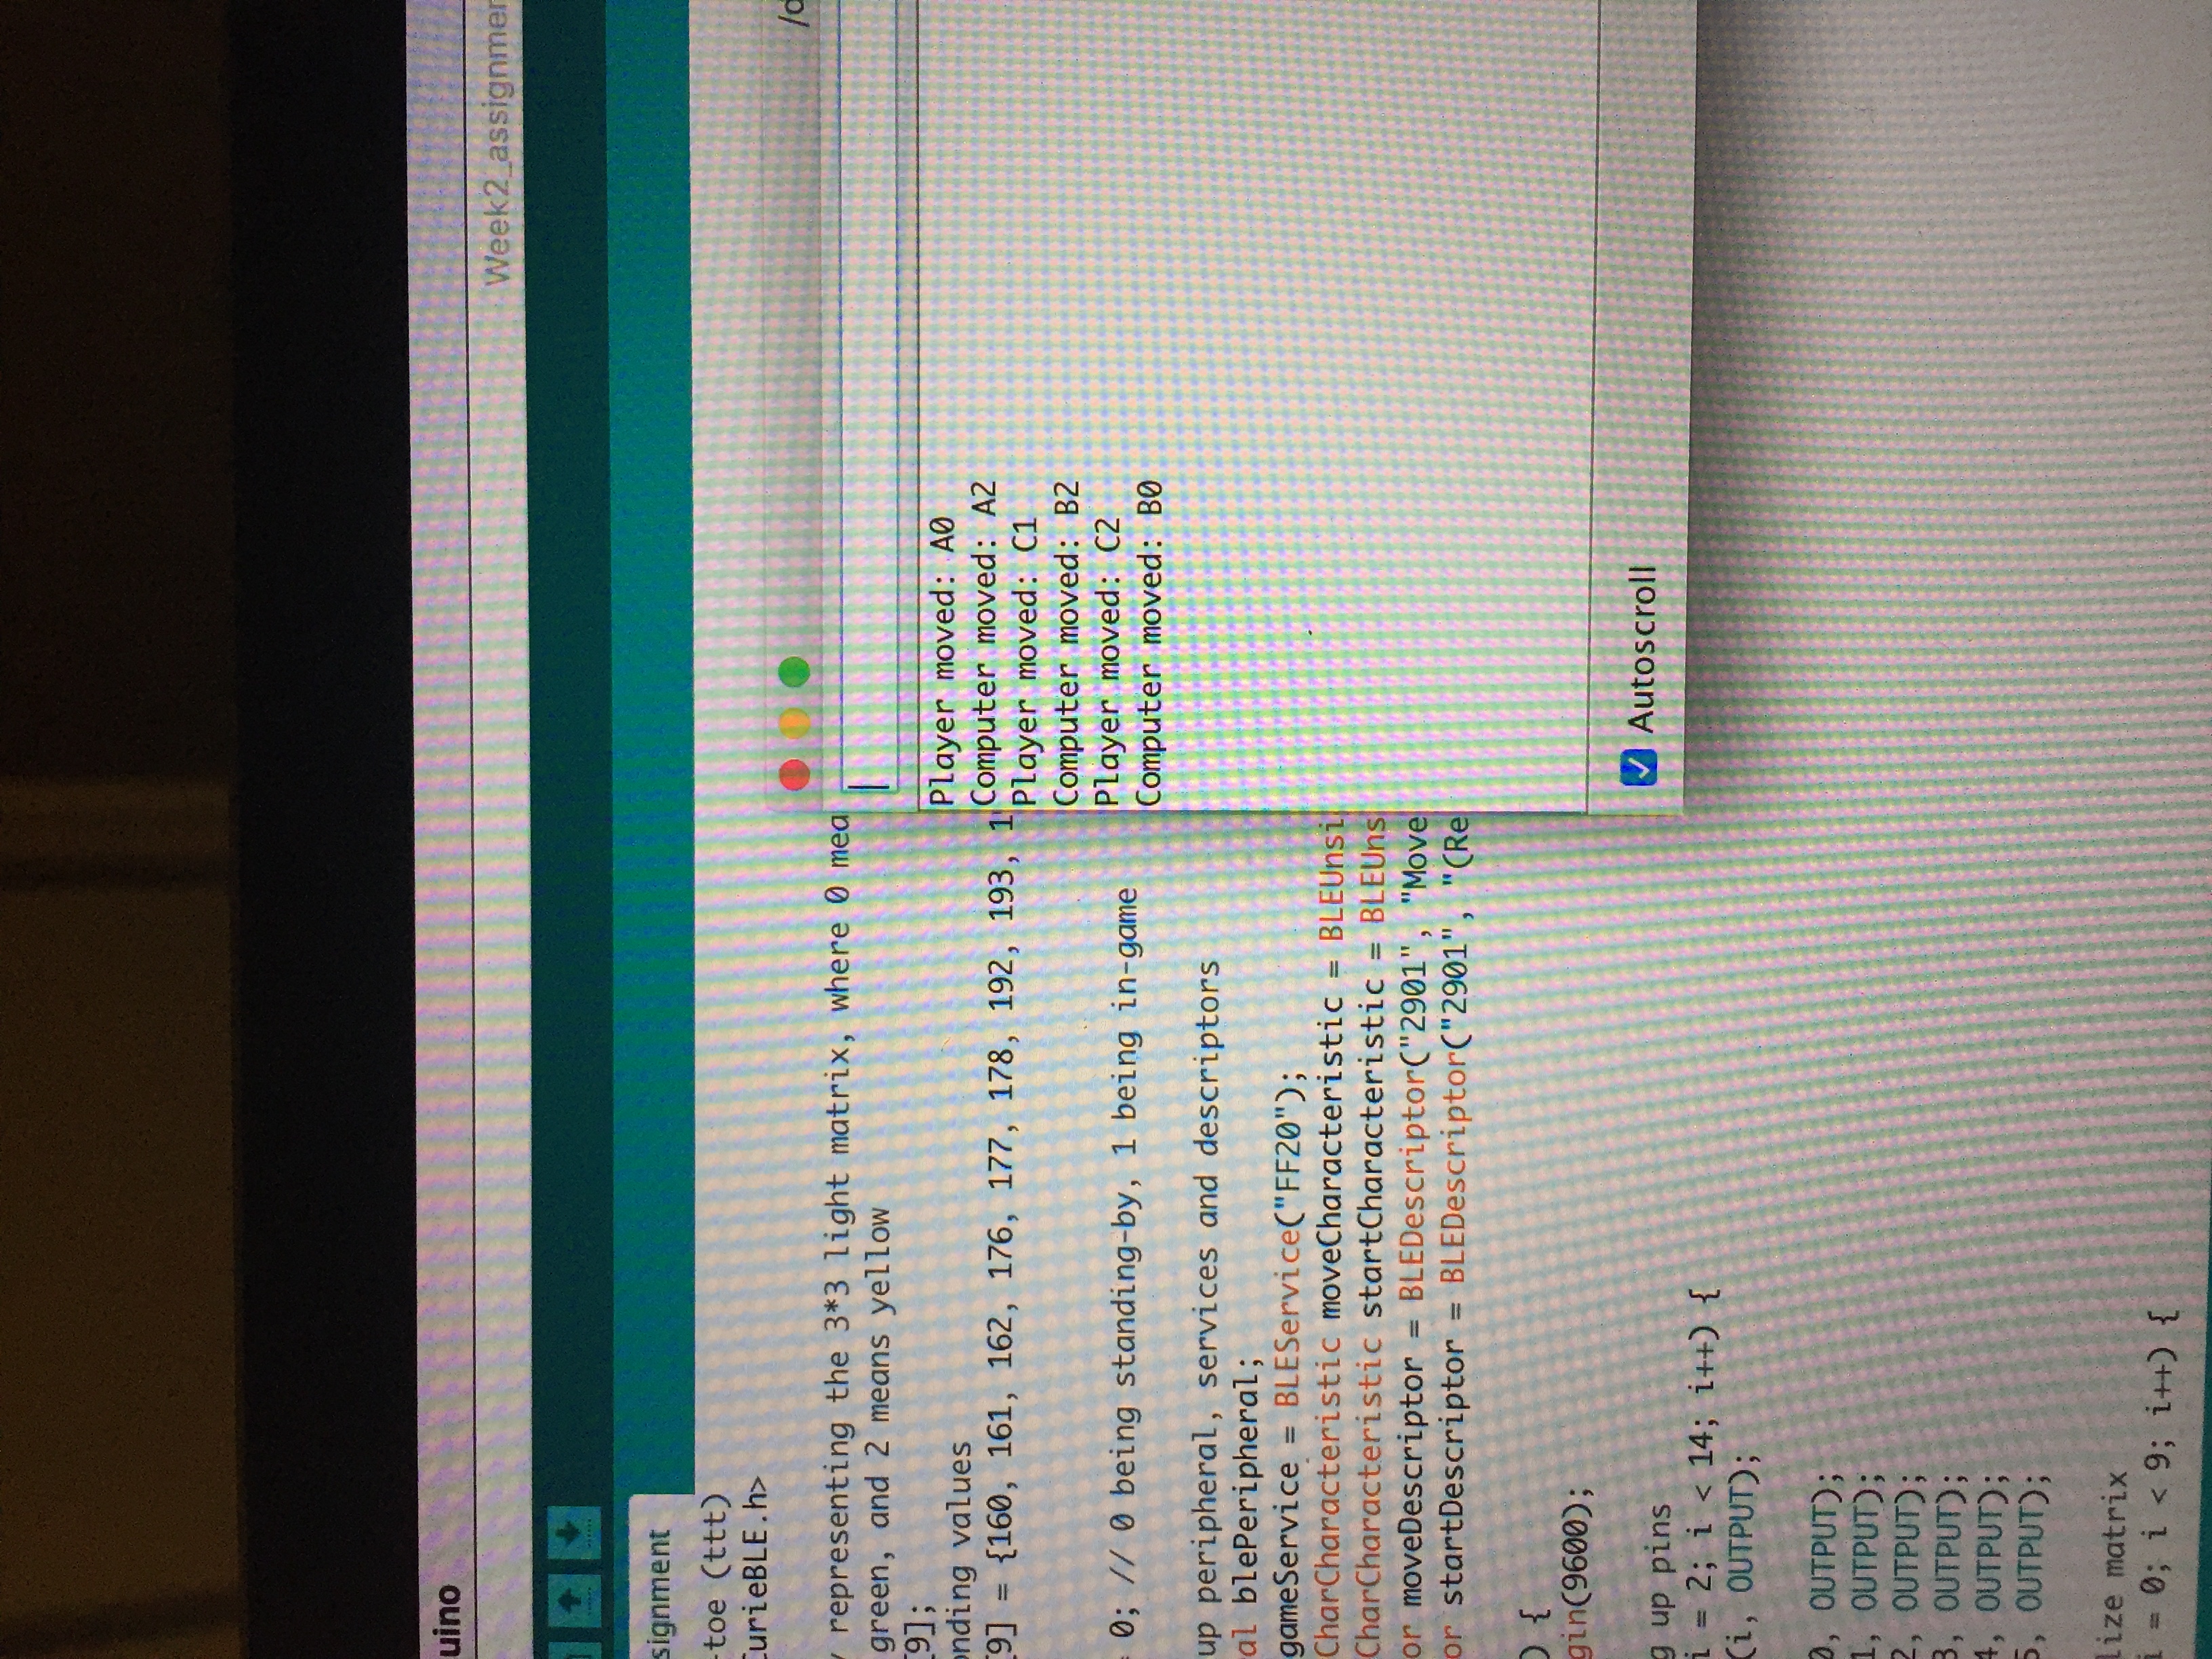 uino
Week2_assignmen
signment
-toe (ttt)
CurieBLE.h>
y representing the 3*3 light matrix, where 0 mea
green, and 2 means yellow
[9];
onding values
[9] = {160, 161, 162, 176, 177, 178, 192, 193, 1
= 0; // 0 being standing-by, 1 being in-game
up peripheral, services and descriptors
al blePeripheral;
gameService = BLEService("FF20");
CharCharacteristic moveCharacteristic = BLEUnsi
CharCharacteristic startCharacteristic = BLEUns
or moveDescriptor = BLEDescriptor("2901", "Move
or startDescriptor = BLEDescriptor("2901", "(Re
) {
gin(9600);
g up pins
i = 2; i < 14; i++) {
(i, OUTPUT);
0, OUTPUT);
1, OUTPUT);
2, OUTPUT);
3, OUTPUT);
4, OUTPUT);
5, OUTPUT);
lize matrix
i = 0; i < 9; i++) {
/d
Player moved: A0
Computer moved: A2
Player moved: C1
Computer moved: B2
Player moved: C2
Computer moved: B0
Autoscroll